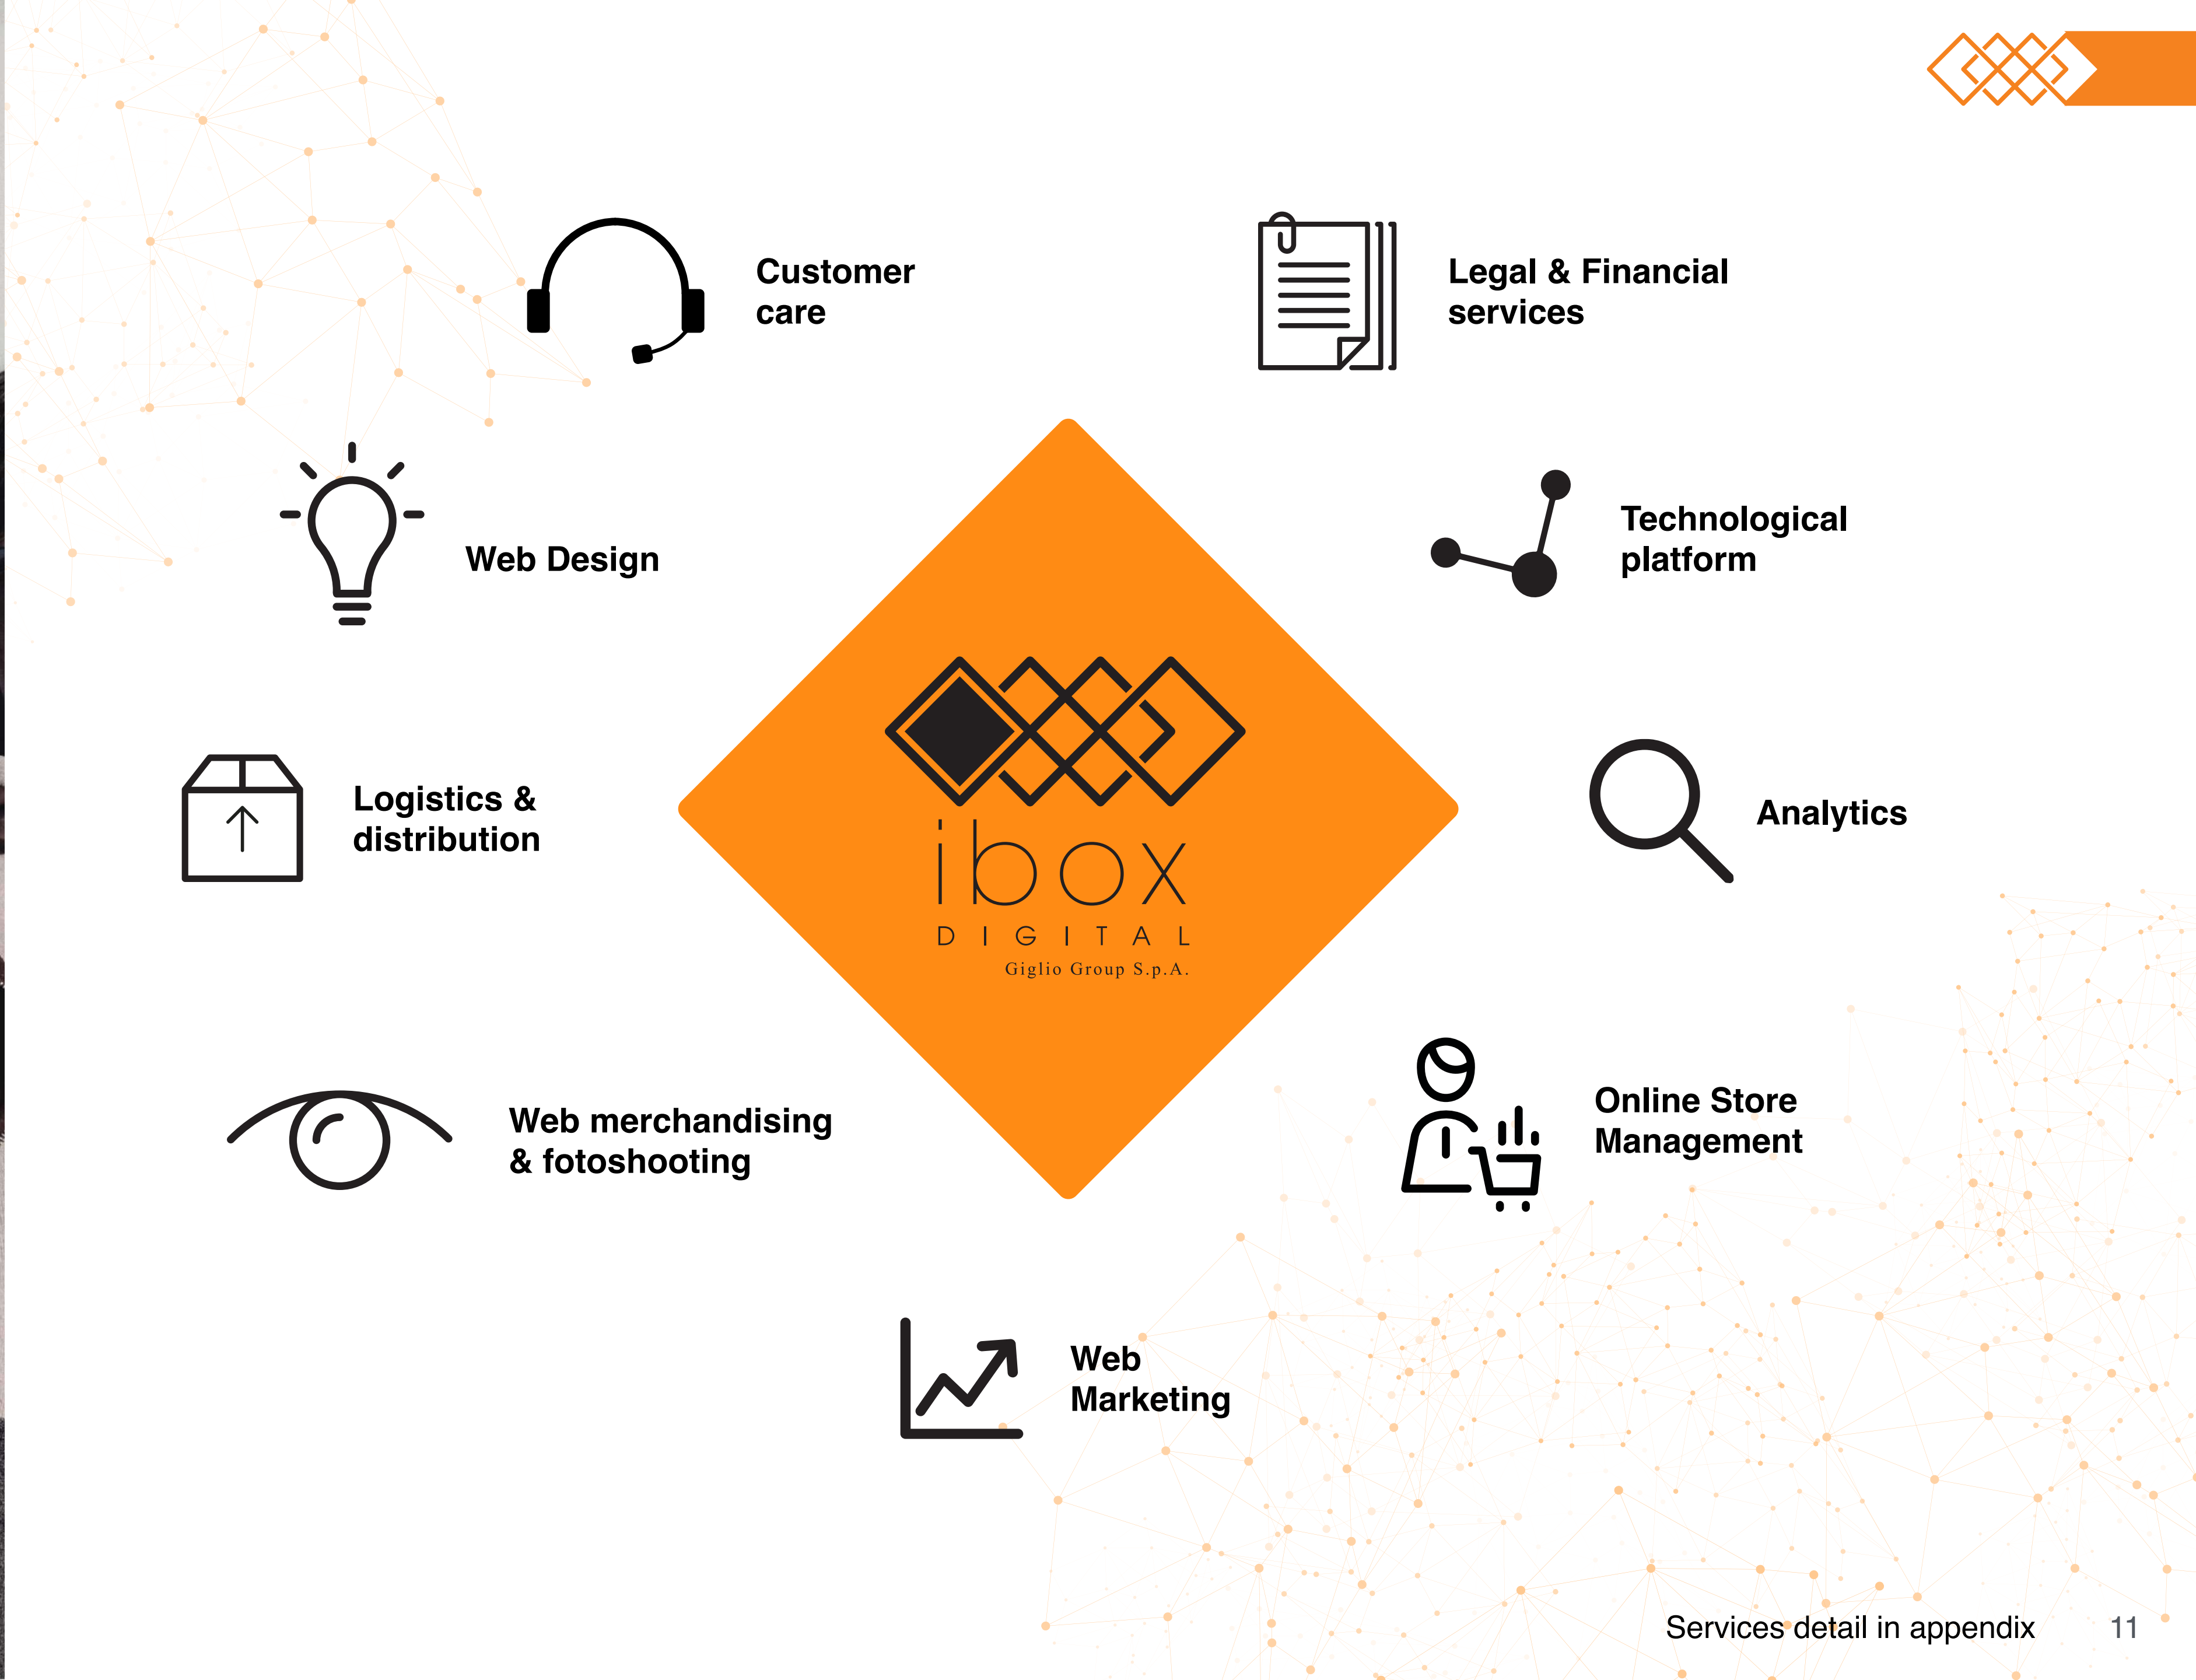 Customer
care
Legal & Financial
services
Web Design
Technological
platform
Logistics &
distribution
Analytics
ibox
DIGITAL
Giglio Group S.p.A.
Web merchandising
& fotoshooting
Online Store
Management
Web
Marketing
Services detail in appendix
11